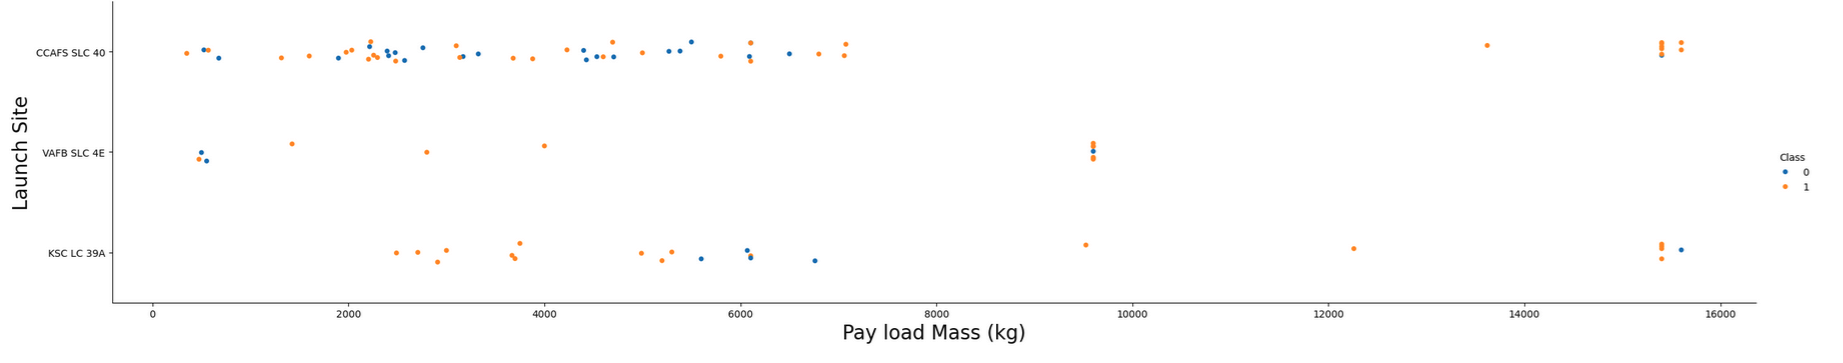 CCAFS SLC 40
VAFB SLC 4E
KSC LC 39A
Launch Site
0 2000 4000 6000 8000 10000 12000 14000 16000
Pay load Mass (kg)
Class
0
1